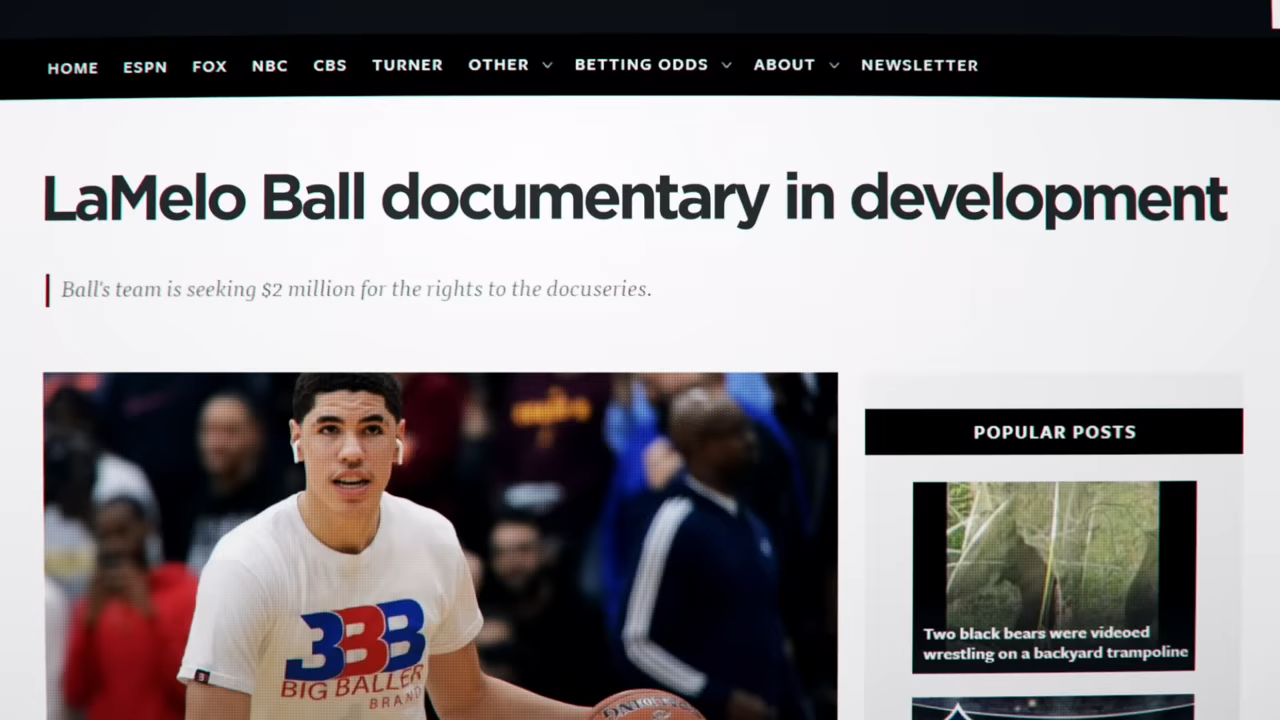 HOME ESPN FOX NBC CBS TURNER OTHER BETTING ODDS ABOUT NEWSLETTER
LaMelo Ball documentary in development
Ball's team is seeking $2 million for the rights to the docuseries.
POPULAR POSTS
BBB
BIG BALLER
BRAND
Two black bears were videoed
wrestling on a backyard trampoline